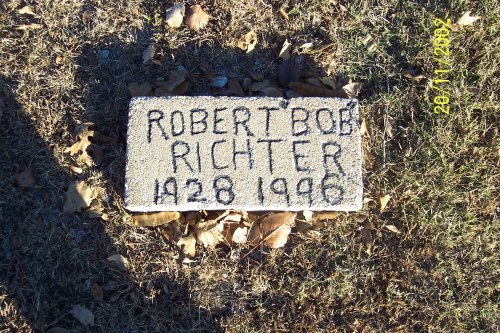 ROBERT BOB
RICHTER
1928 1996
20/11/2002